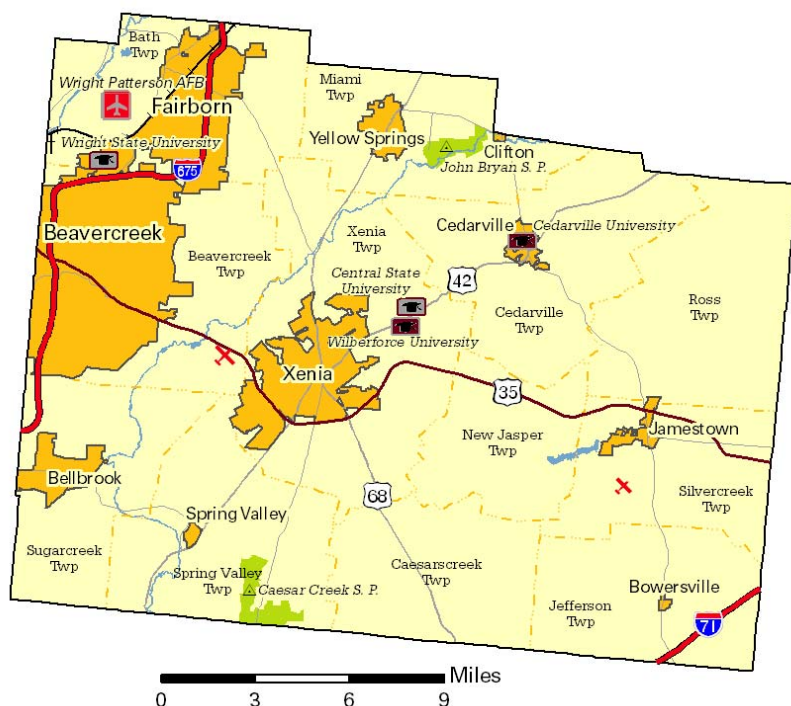 Bath
Twp
Wright Patterson AFB
Fairborn
Wright State University
675
Miami
Twp
Yellow Springs
Clifton
John Bryan S. P.
Beavercreek
Beavercreek
Twp
Xenia
Twp
Cedarville
Cedarville University
Central State
University
42
Wilberforce University
Cedarville
Twp
Ross
Twp
Xenia
35
New Jasper
Twp
Jamestown
Bellbrook
68
Silvercreek
Twp
Spring Valley
Sugarcreek
Twp
Spring Valley
Twp
Caesar Creek S. P.
Caesarscreek
Twp
Bowersville
Jefferson
Twp
71
Miles
0 3 6 9